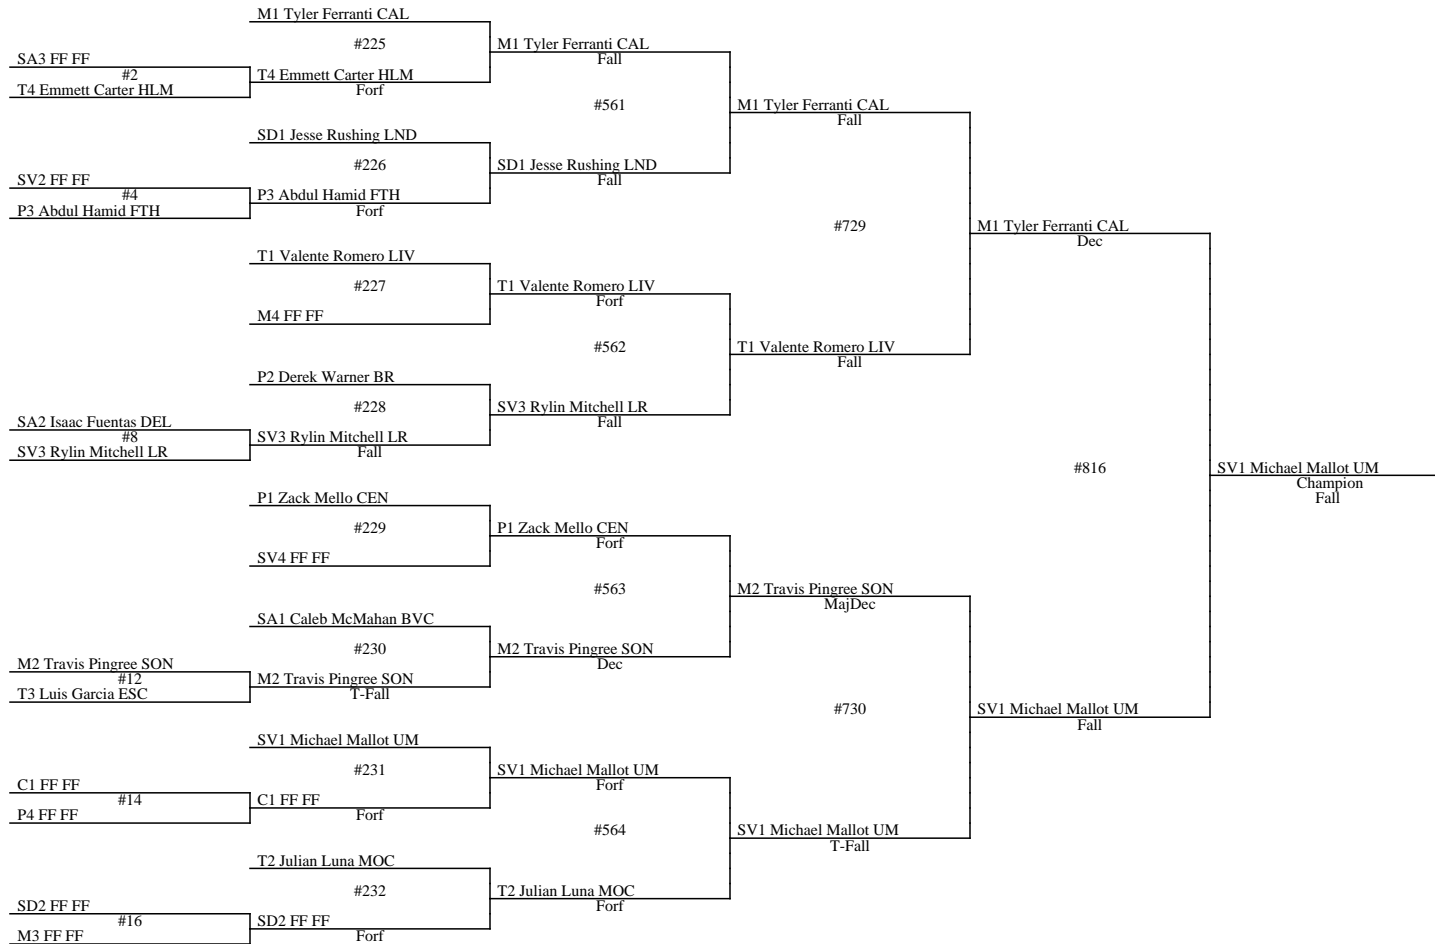 M1 Tyler Ferranti CAL
#225
SA3 FF FF
#2
T4 Emmett Carter HLM
T4 Emmett Carter HLM
Forf
M1 Tyler Ferranti CAL
Fall
#561
SD1 Jesse Rushing LND
#226
SV2 FF FF
#4
P3 Abdul Hamid FTH
P3 Abdul Hamid FTH
Forf
SD1 Jesse Rushing LND
Fall
M1 Tyler Ferranti CAL
Fall
#729
T1 Valente Romero LIV
#227
M4 FF FF
T1 Valente Romero LIV
Forf
#562
P2 Derek Warner BR
#228
SA2 Isaac Fuentas DEL
#8
SV3 Rylin Mitchell LR
SV3 Rylin Mitchell LR
Fall
SV3 Rylin Mitchell LR
Fall
T1 Valente Romero LIV
Fall
M1 Tyler Ferranti CAL
Dec
#816
SV1 Michael Mallot UM
Champion
Fall
P1 Zack Mello CEN
#229
SV4 FF FF
P1 Zack Mello CEN
Forf
#563
SA1 Caleb McMahan BVC
#230
M2 Travis Pingree SON
#12
T3 Luis Garcia ESC
M2 Travis Pingree SON
T-Fall
M2 Travis Pingree SON
Dec
M2 Travis Pingree SON
MajDec
#730
SV1 Michael Mallot UM
Fall
SV1 Michael Mallot UM
#231
C1 FF FF
#14
P4 FF FF
C1 FF FF
Forf
SV1 Michael Mallot UM
Forf
#564
SV1 Michael Mallot UM
T-Fall
T2 Julian Luna MOC
#232
SD2 FF FF
#16
M3 FF FF
SD2 FF FF
Forf
T2 Julian Luna MOC
Forf